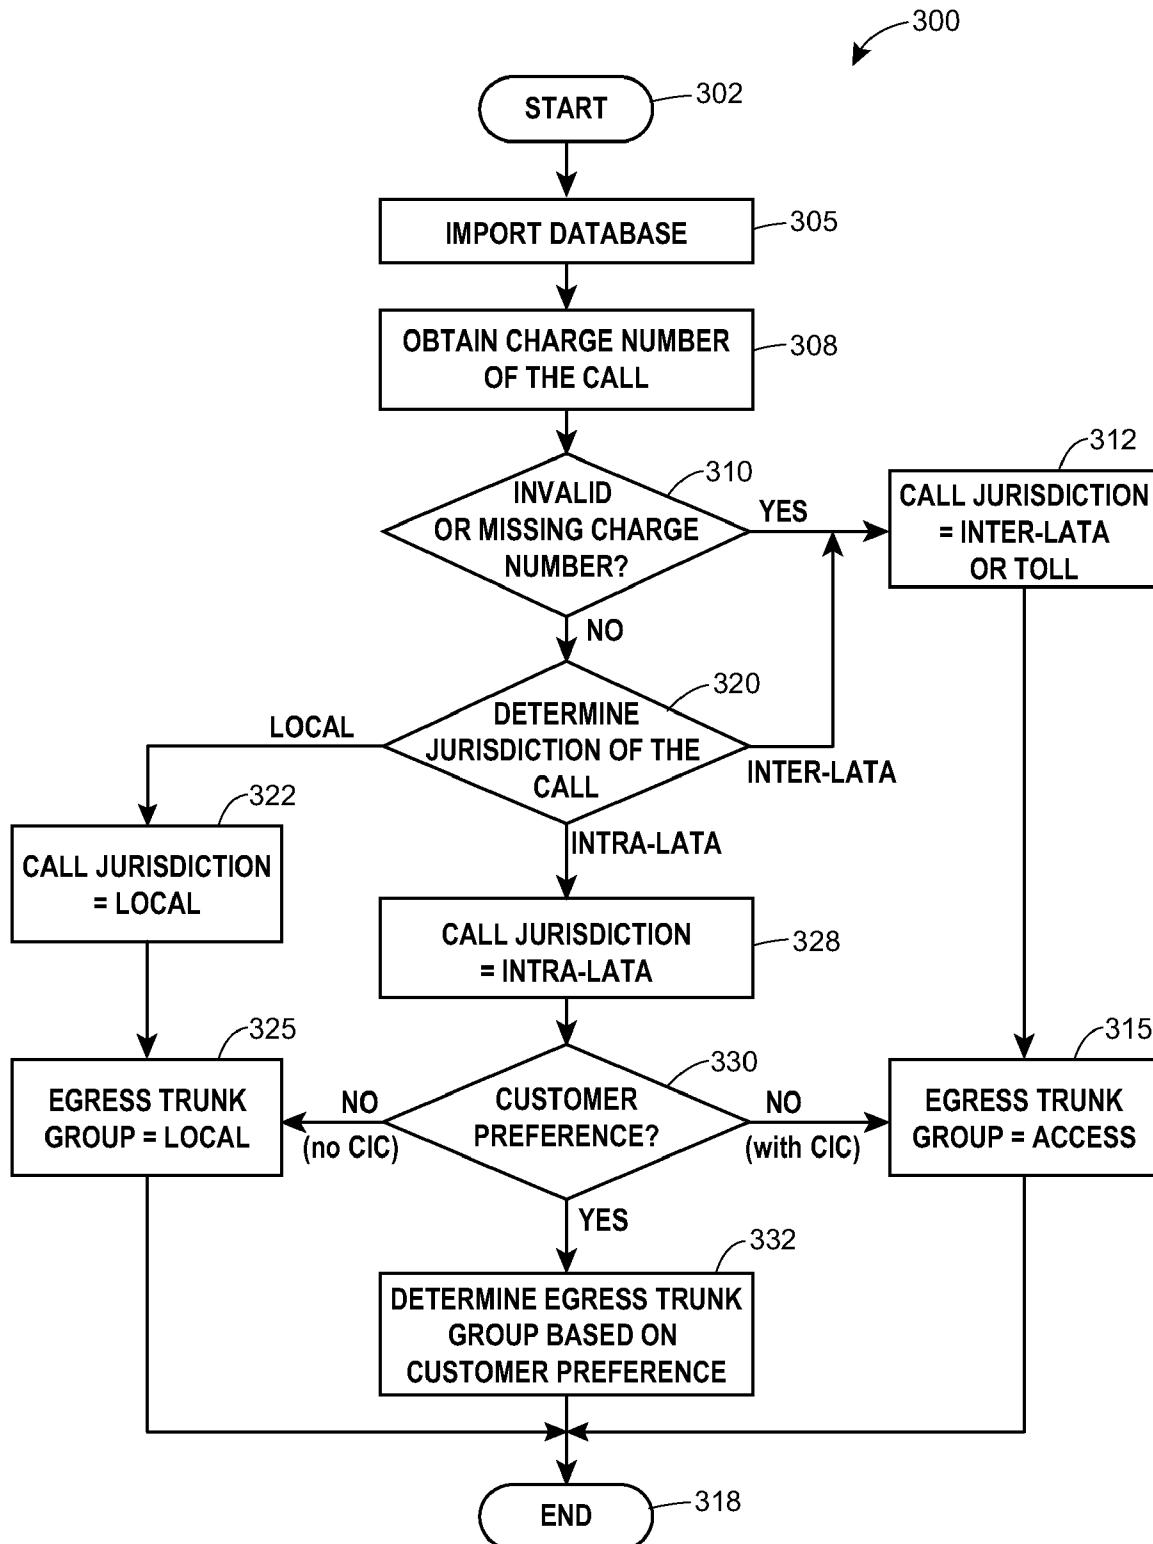 300
START
302
IMPORT DATABASE
305
OBTAIN CHARGE NUMBER
OF THE CALL
308
INVALID
OR MISSING CHARGE
NUMBER?
310
YES
CALL JURISDICTION
= INTER-LATA
OR TOLL
312
NO
DETERMINE
JURISDICTION OF THE
CALL
320
LOCAL
INTER-LATA
INTRA-LATA
CALL JURISDICTION
= LOCAL
322
CALL JURISDICTION
= INTRA-LATA
328
EGRESS TRUNK
GROUP = LOCAL
325
NO
(no CIC)
CUSTOMER
PREFERENCE?
330
NO
(with CIC)
EGRESS TRUNK
GROUP = ACCESS
315
YES
DETERMINE EGRESS TRUNK
GROUP BASED ON
CUSTOMER PREFERENCE
332
END
318